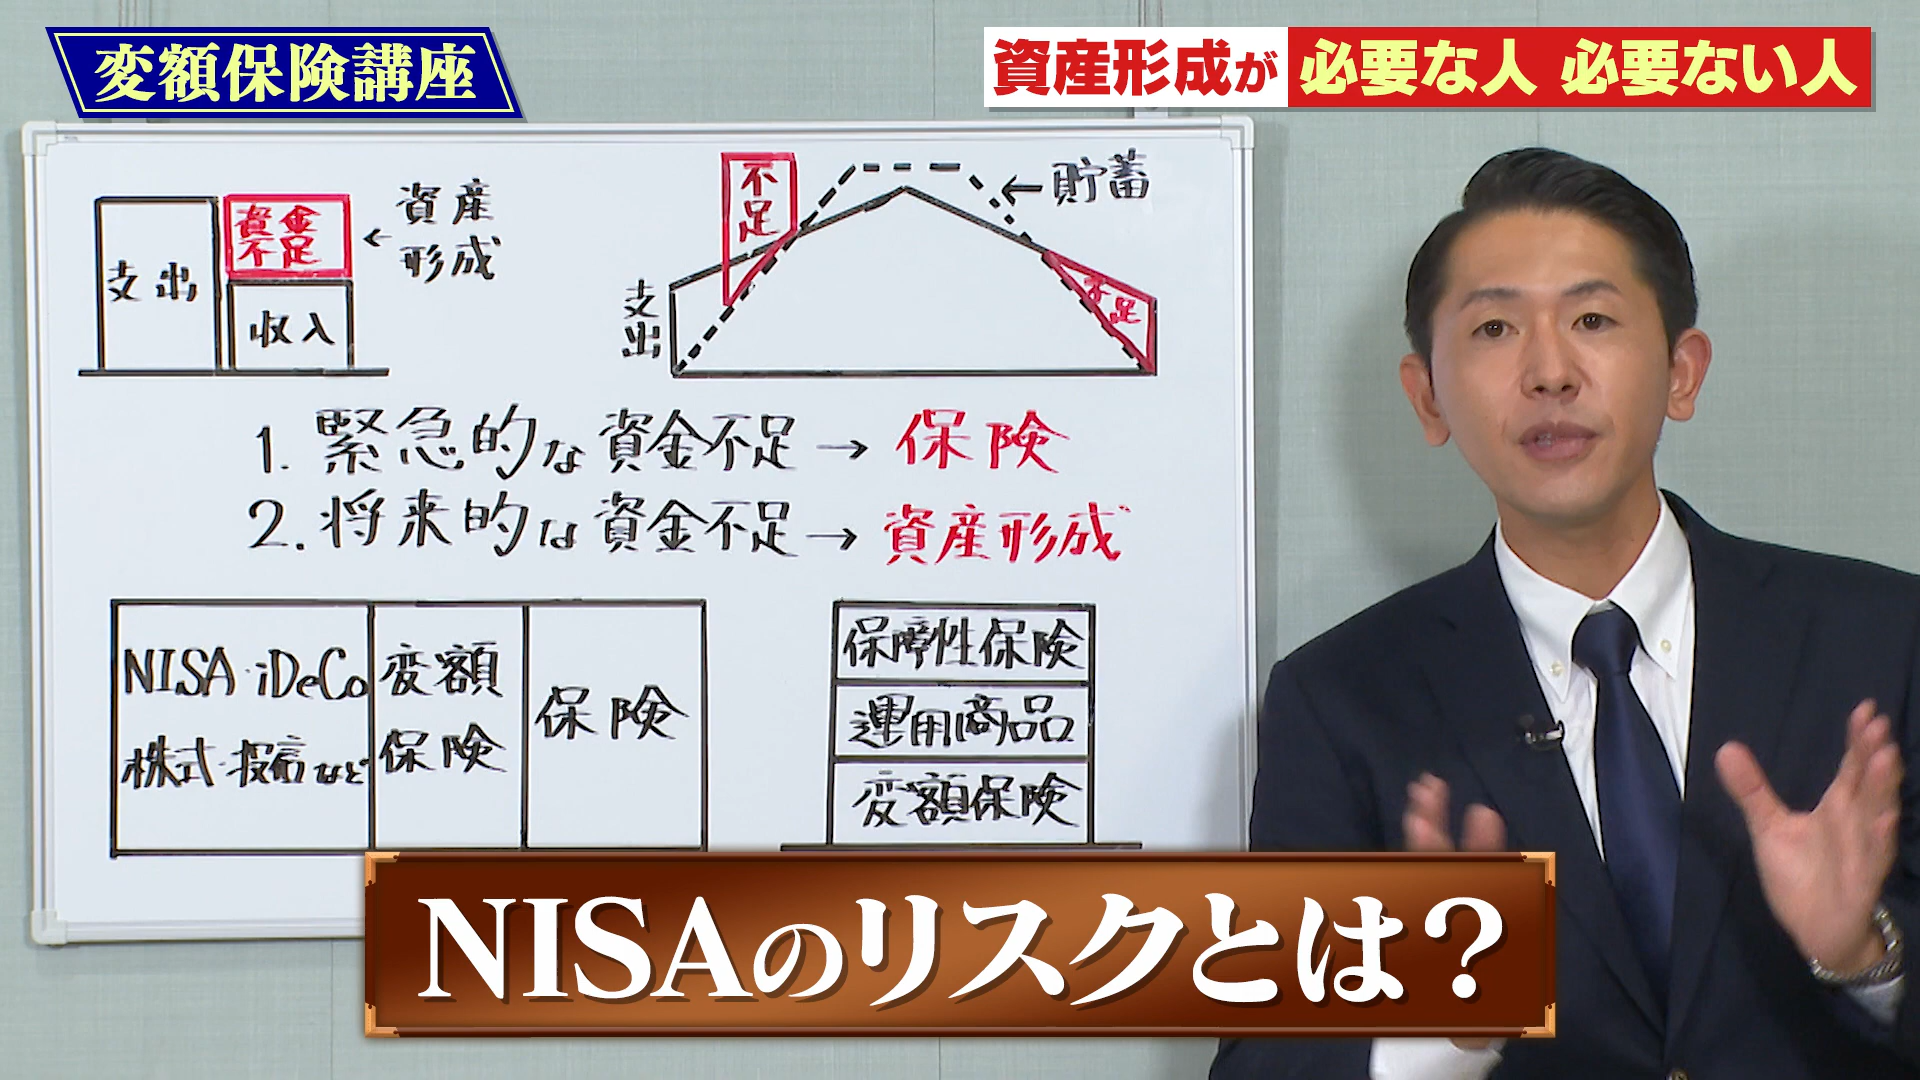 変額保険講座
資産形成が 必要な人 必要ない人
支出
資金
不足
収入
←資産
形成
不
足
←貯蓄
支
出
不足
1. 緊急的な資金不足→保険
2. 将来的な資金不足→資産形成
NISA・iDeCo
株式・投信など
変額
保険
保険
保障性保険
運用商品
変額保険
NISAのリスクとは？